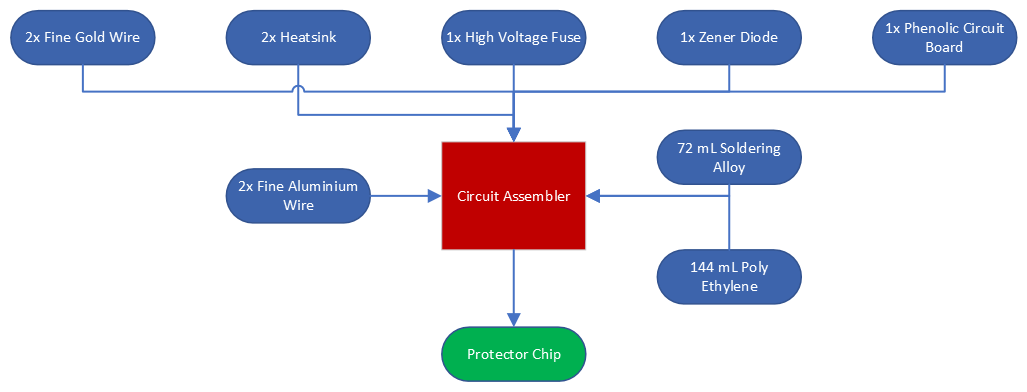 2x Fine Gold Wire
2x Heatsink
1x High Voltage Fuse
1x Zener Diode
1x Phenolic Circuit
Board
72 mL Soldering
Alloy
2x Fine Aluminium
Wire
Circuit Assembler
144 mL Poly
Ethylene
Protector Chip